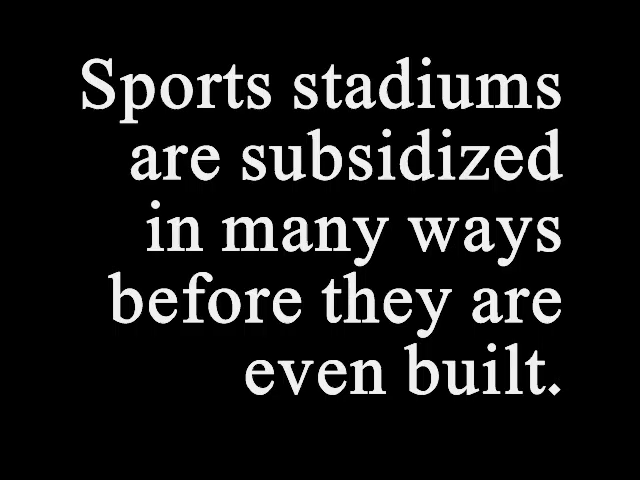 Sports stadiums
are subsidized
in many ways
before they are
even built.